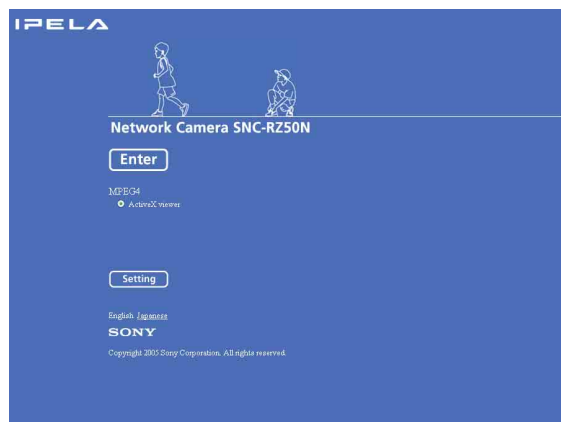 IPELA
Network Camera SNC-RZ50N
Enter
MPEG4
ActiveX viewer
Setting
English Japanese
SONY
Copyright 2005 Sony Corporation. All rights reserved.